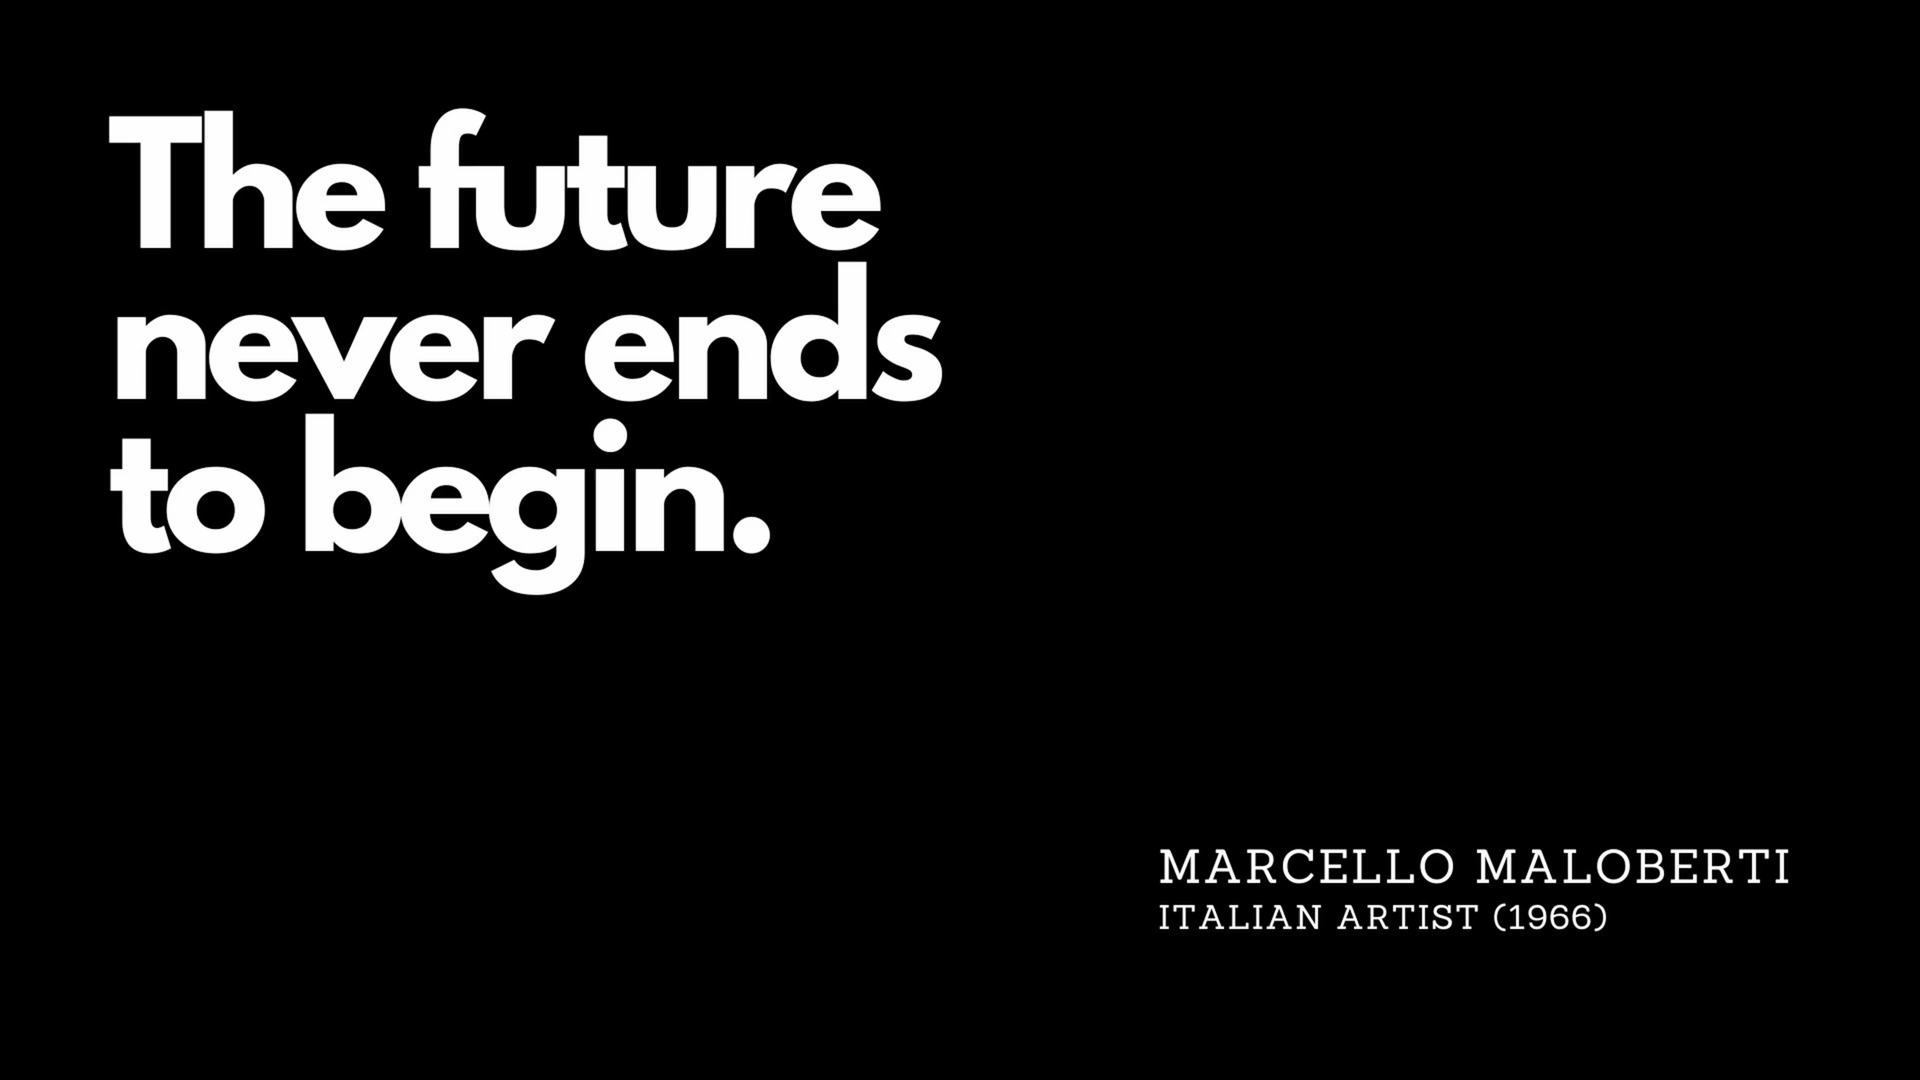 The future
never ends
to begin.
MARCELLO MALOBERTI
ITALIAN ARTIST (1966)